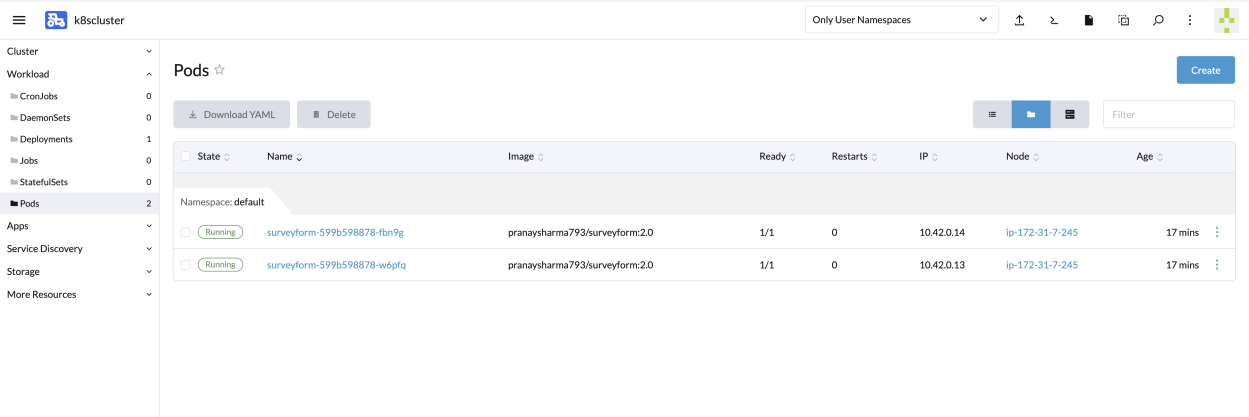 k8scluster Only User Namespaces
Cluster
Workload
CronJobs 0
DaemonSets 0
Deployments 1
Jobs 0
StatefulSets 0
Pods 2
Apps
Service Discovery
Storage
More Resources
Pods Create
Download YAML Delete Filter
State Name Image Ready Restarts IP Node Age
Namespace: default
Running surveyform-599b598878-fbn9g pranaysharma793/surveyform:2.0 1/1 0 10.42.0.14 ip-172-31-7-245 17 mins
Running surveyform-599b598878-w6pfq pranaysharma793/surveyform:2.0 1/1 0 10.42.0.13 ip-172-31-7-245 17 mins